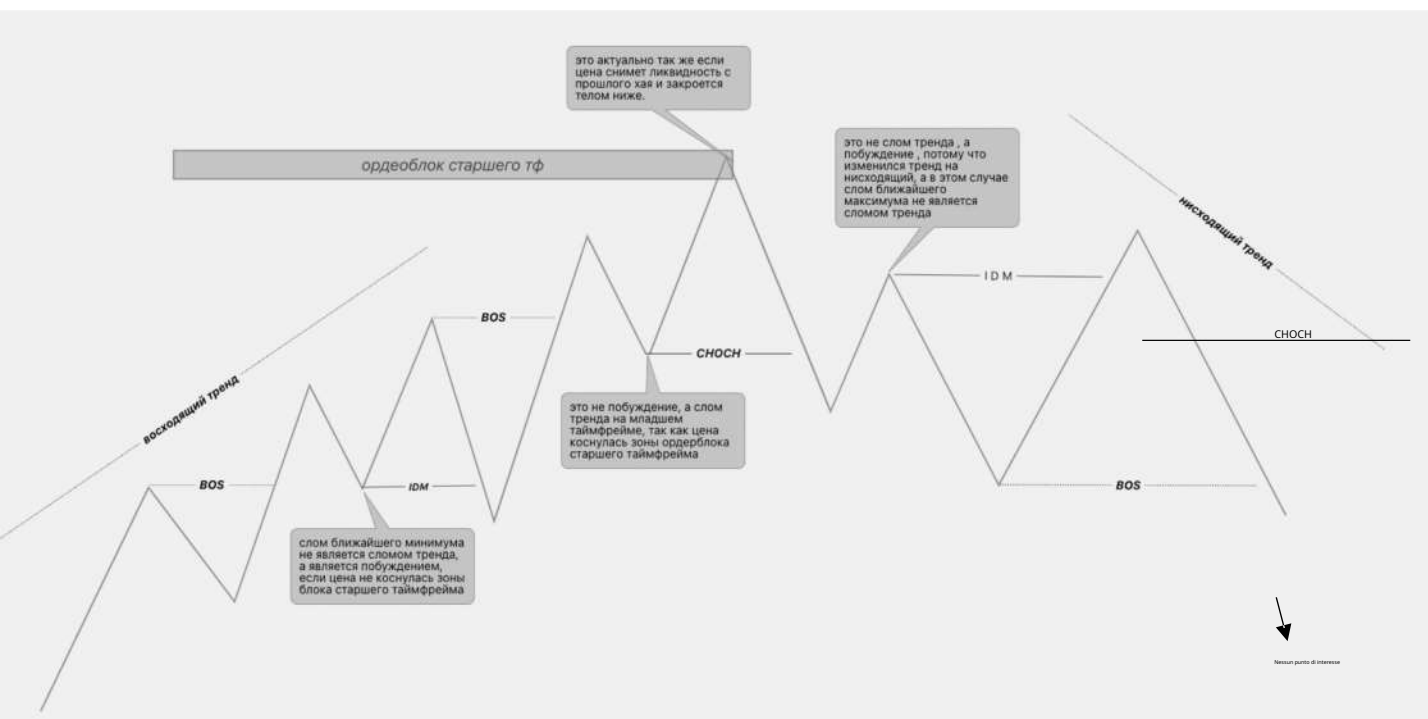 это актуально так же если
цена снимет ликвидность с
прошлого хая и закроется
телом ниже.
ордеоблок старшего тф
это не слом тренда , а
побуждение , потому что
изменился тренд на
нисходящий, а в этом случае
слом ближайшего
максимума не является
сломом тренда
нисходящий тренд
I D M
BOS
CHOCH
CHOCH
восходящий тренд
это не побуждение, а слом
тренда на младшем
таймфрейме, так как цена
коснулась зоны ордерблока
старшего таймфрейма
BOS
IDM
BOS
слом ближайшего минимума
не является сломом тренда,
а является побуждением,
если цена не коснулась зоны
блока старшего таймфрейма
Nessun punto di interesse